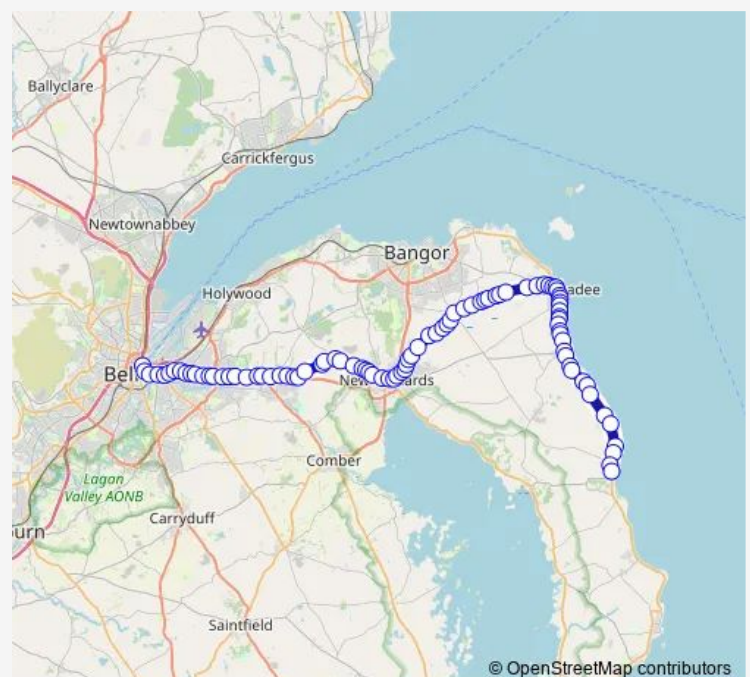 Ballyclare
Carrickfergus
Newtownabbey
Bangor
Holywood
adee
Bel
New
ards
Comber
Lagan
Valley AONB
Carryduff
urn
Saintfield
© OpenStreetMap contributors